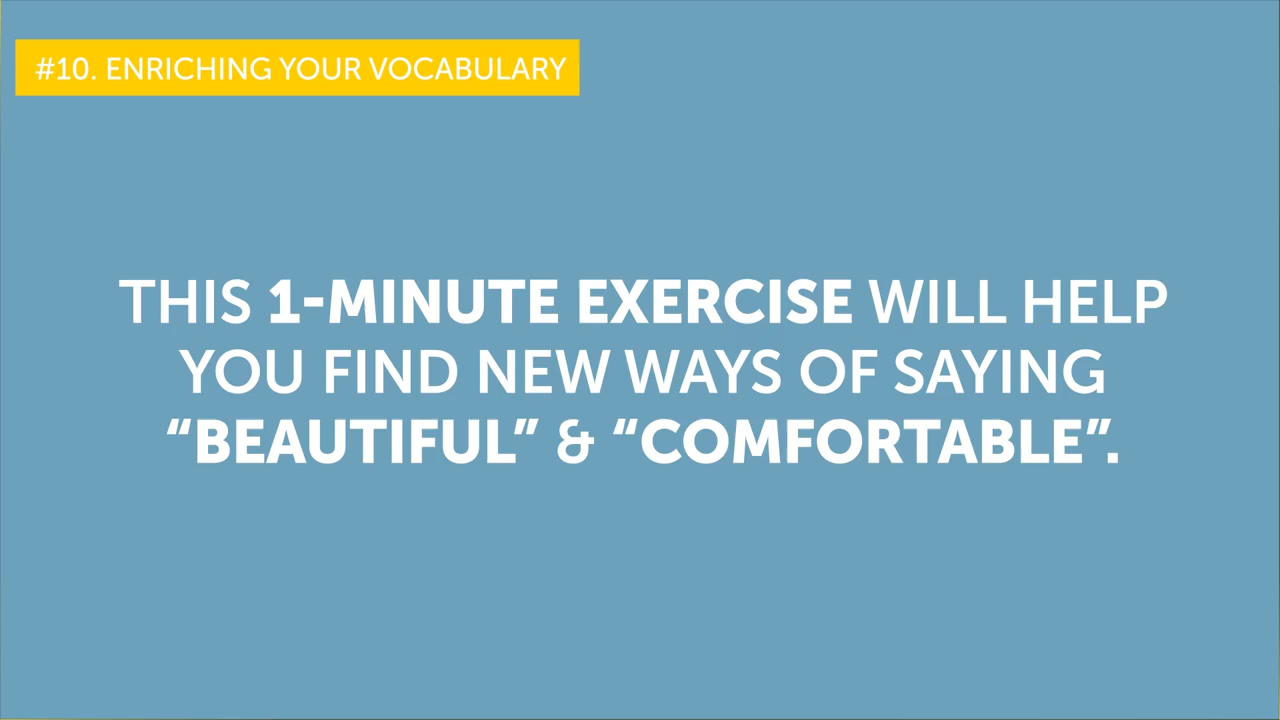 #10. ENRICHING YOUR VOCABULARY
THIS 1-MINUTE EXERCISE WILL HELP
YOU FIND NEW WAYS OF SAYING
“BEAUTIFUL” & “COMFORTABLE”.